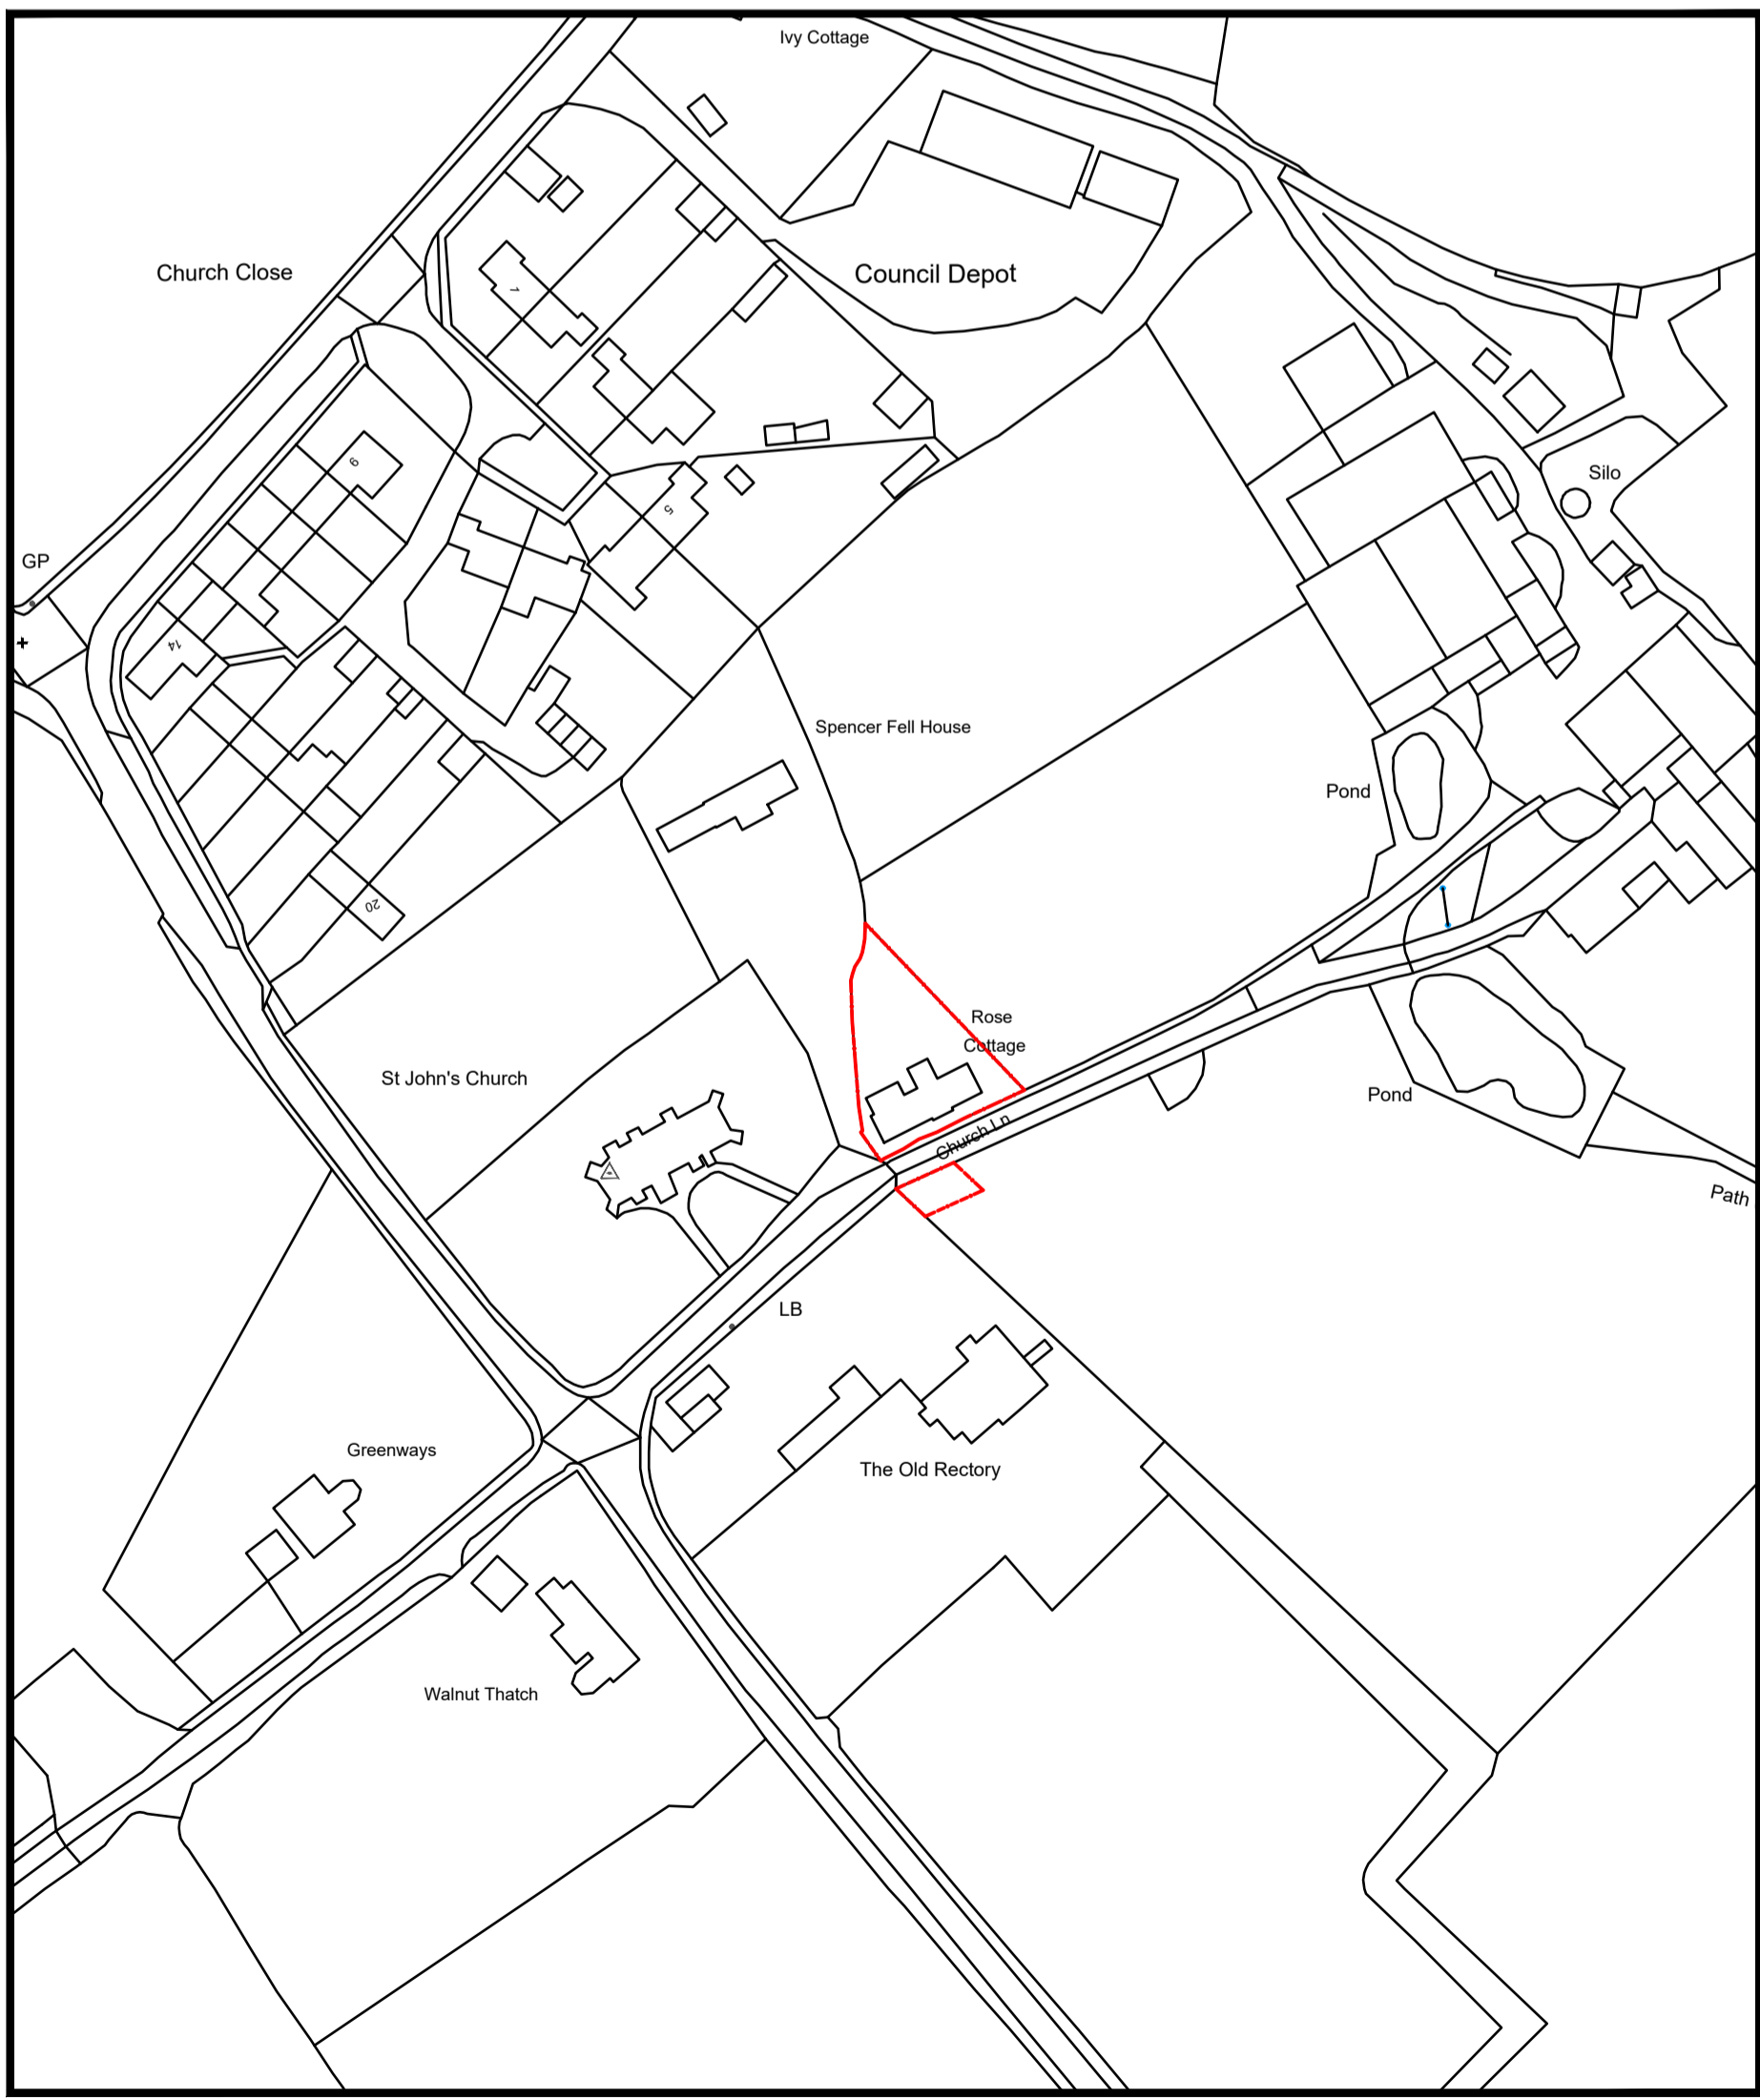 Ivy Cottage
Church Close
Council Depot
1
9
5
Silo
GP
14
Spencer Fell House
Pond
20
Rose
Cottage
St John's Church
Pond
Church Ln
Path
LB
Greenways
The Old Rectory
Walnut Thatch